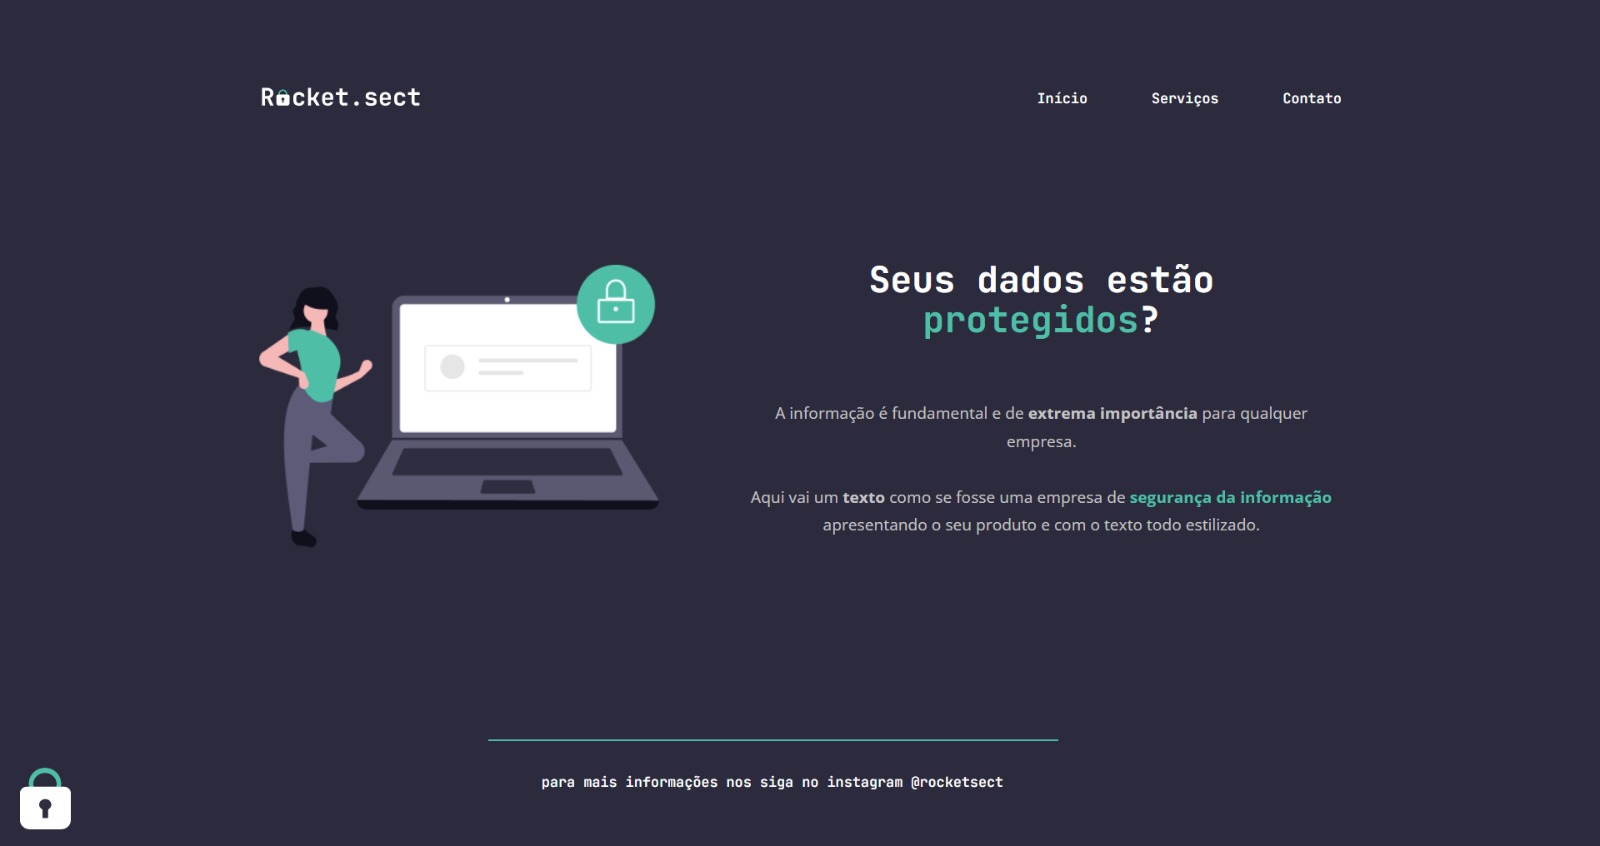 Rocket.sect
Início Serviços Contato
Seus dados estão
protegidos?
A informação é fundamental e de extrema importância para qualquer
empresa.
Aqui vai um texto como se fosse uma empresa de segurança da informação
apresentando o seu produto e com o texto todo estilizado.
para mais informações nos siga no instagram @rocketsect